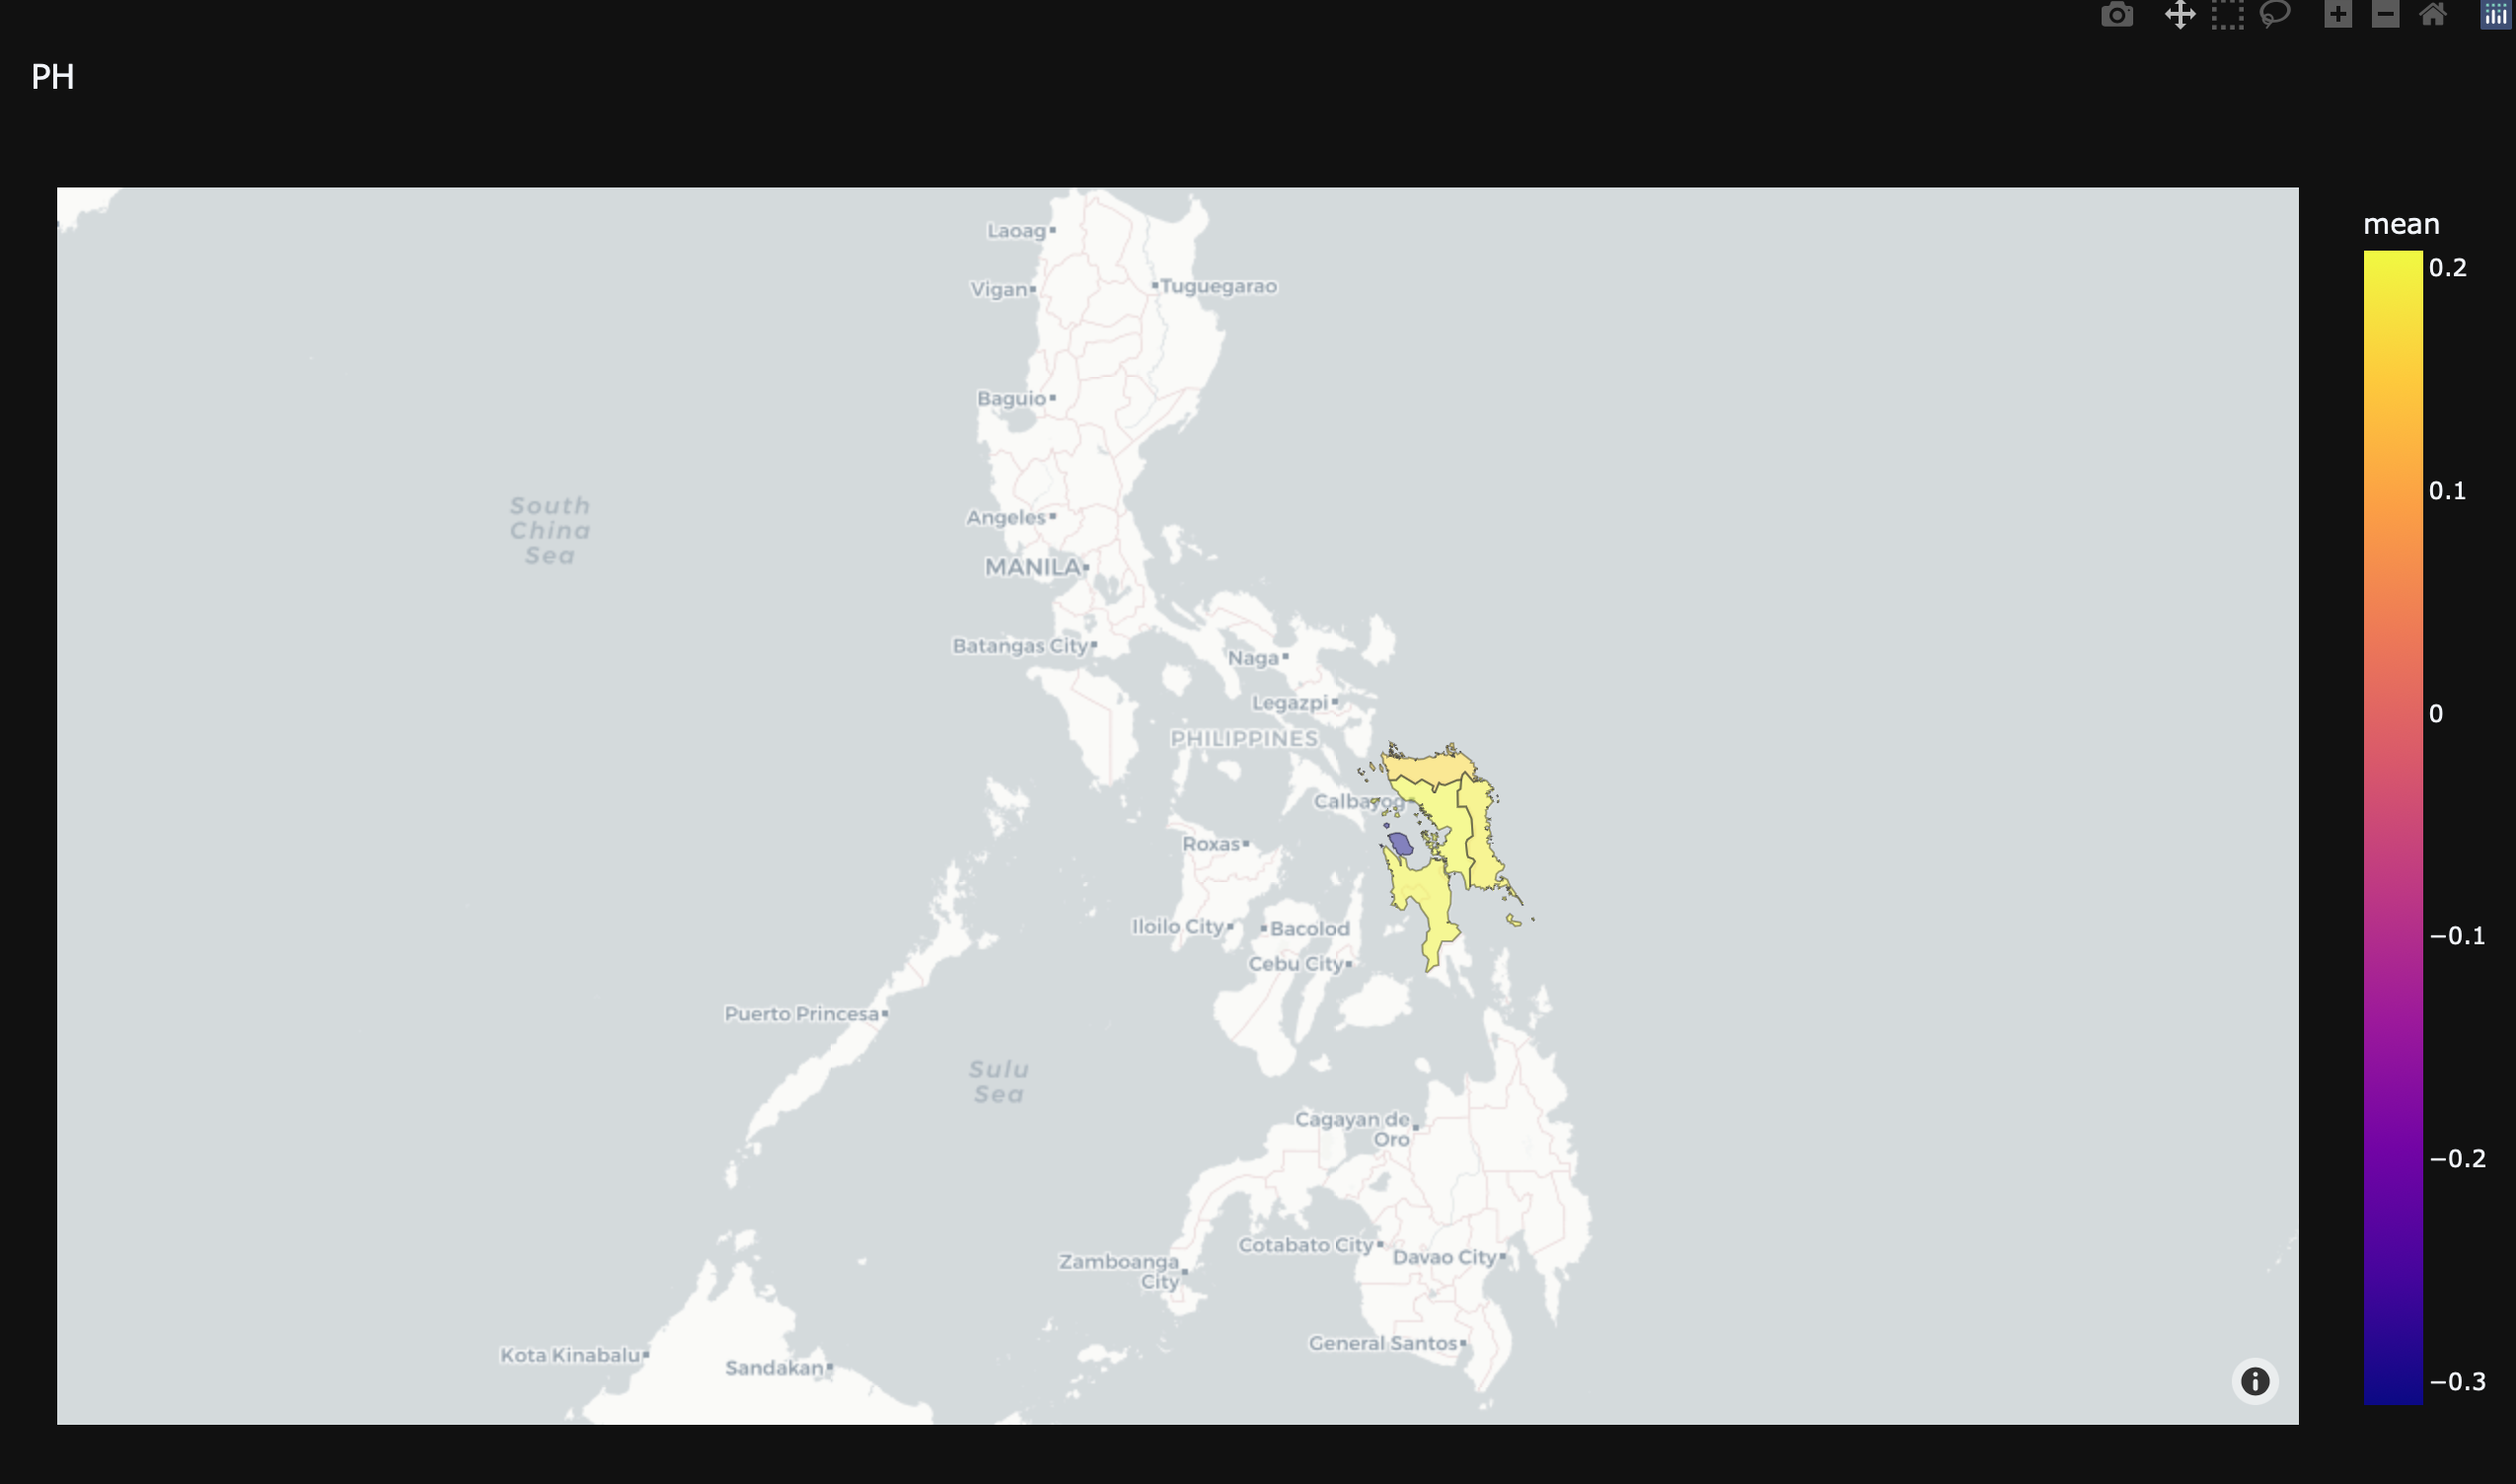 PH
Laoag
Vigan
Tuguegarao
Baguio
South
China
Sea
Angeles
MANILA
Batangas City
Naga
Legazpi
PHILIPPINES
Calbayog
Roxas
Iloilo City
Bacolod
Cebu City
Puerto Princesa
Sulu
Sea
Cagayan de
Oro
Cotabato City
Davao City
Zamboanga
City
General Santos
Kota Kinabalu
Sandakan
mean
0.2
0.1
0
−0.1
−0.2
−0.3